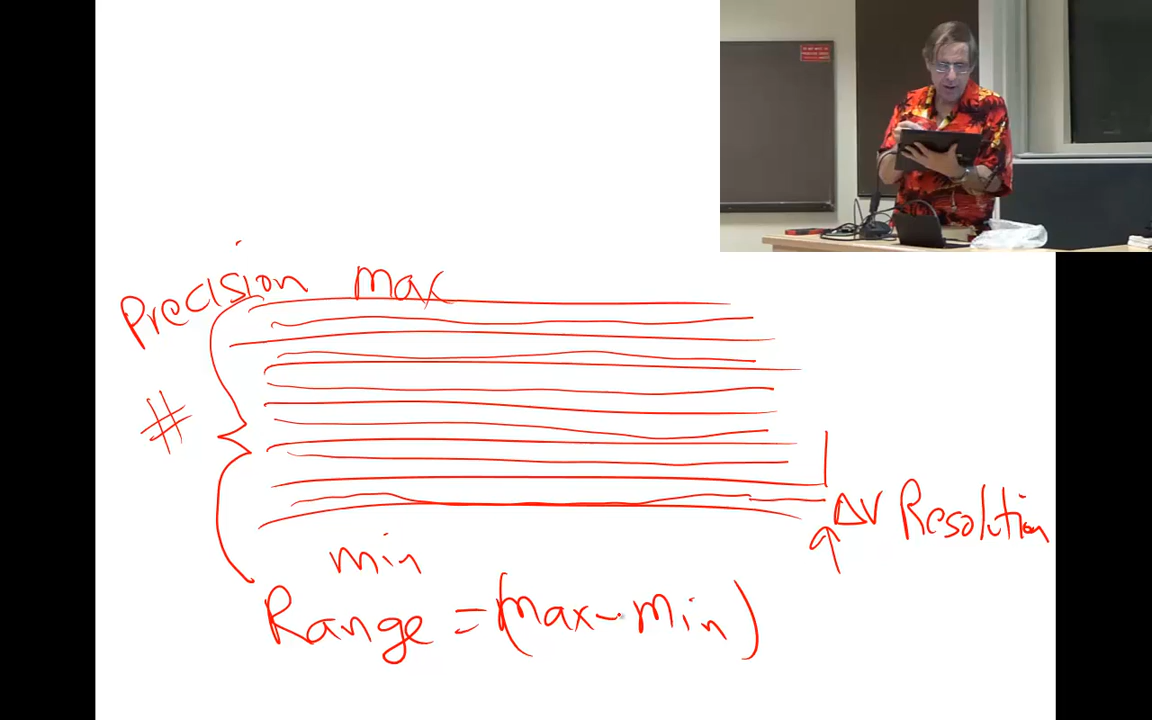 Precision max
#
ΔV Resolution
min
Range = (max-min)